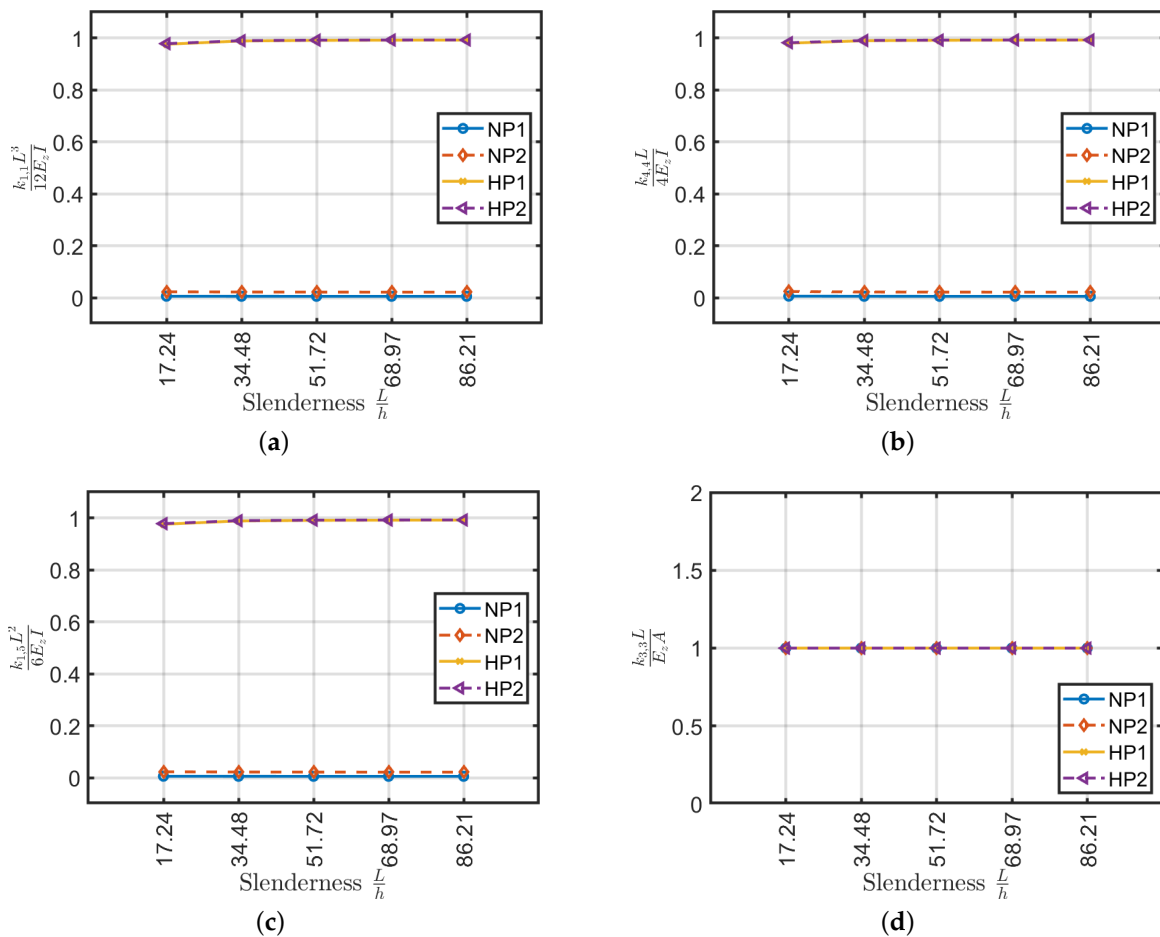 1
0.8
0.6
0.4
0.2
0
k_{1,1}L^3
12E_zI
NP1
NP2
HP1
HP2
17.24
34.48
51.72
68.97
86.21
Slenderness L/h
(a)
1
0.8
0.6
0.4
0.2
0
k_{4,4}L
4E_zI
NP1
NP2
HP1
HP2
17.24
34.48
51.72
68.97
86.21
Slenderness L/h
(b)
1
0.8
0.6
0.4
0.2
0
k_{1,5}L^2
6E_zI
NP1
NP2
HP1
HP2
17.24
34.48
51.72
68.97
86.21
Slenderness L/h
(c)
2
1.5
1
0.5
0
k_{3,3}L
E_zA
NP1
NP2
HP1
HP2
17.24
34.48
51.72
68.97
86.21
Slenderness L/h
(d)